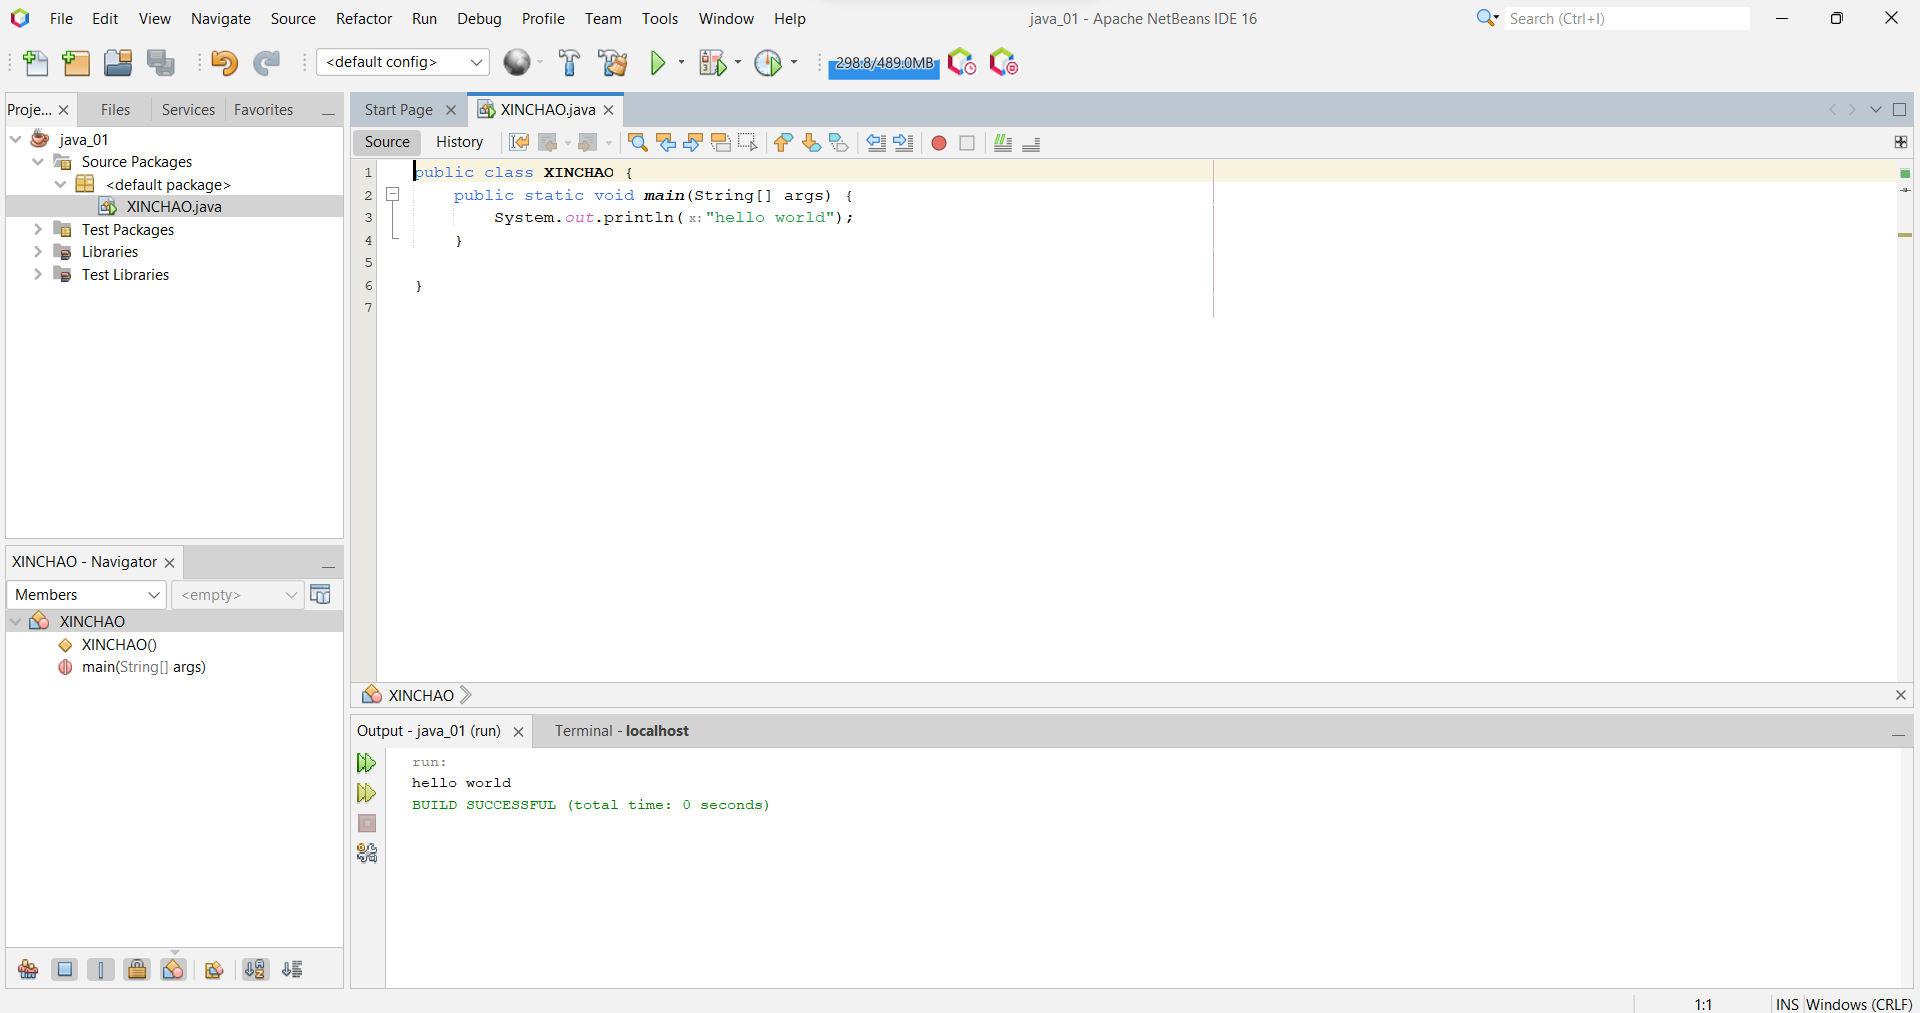 File Edit View Navigate Source Refactor Run Debug Profile Team Tools Window Help
java_01 - Apache NetBeans IDE 16
Search (Ctrl+I)
<default config>
298.8/489.0MB
Proje... Files Services Favorites
java_01
Source Packages
<default package>
XINCHAO.java
Test Packages
Libraries
Test Libraries
XINCHAO - Navigator
Members <empty>
XINCHAO
XINCHAO()
main(String[] args)
Start Page XINCHAO.java
Source History
1 public class XINCHAO {
2 public static void main(String[] args) {
3 System.out.println( x: "hello world");
4 }
5
6 }
7
XINCHAO
Output - java_01 (run) Terminal - localhost
run:
hello world
BUILD SUCCESSFUL (total time: 0 seconds)
1:1 INS Windows (CRLF)